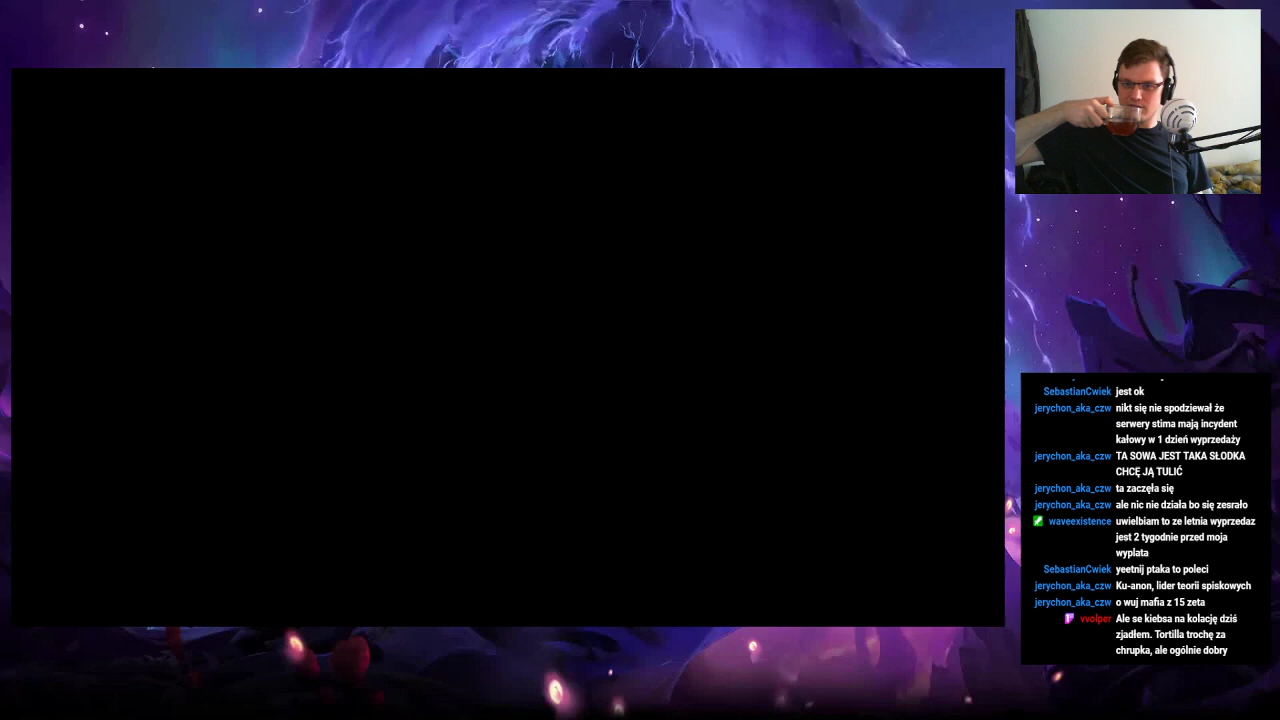 SebastianCwiek jest ok
jerychon_aka_czw nikt się nie spodziewał że
serwery stima mają incydent
kałowy w 1 dzień wyprzedaży
jerychon_aka_czw TA SOWA JEST TAKA SŁODKA
CHCĘ JĄ TULIĆ
jerychon_aka_czw ta zaczęła się
jerychon_aka_czw ale nic nie działa bo się zesrało
waveexistence uwielbiam to ze letnia wyprzedaz
jest 2 tygodnie przed moja
wyplata
SebastianCwiek yeetnij ptaka to poleci
jerychon_aka_czw Ku-anon, lider teorii spiskowych
jerychon_aka_czw o wuj mafia z 15 zeta
vvolper Ale se kiebsa na kolację dziś
zjadłem. Tortilla trochę za
chrupka, ale ogólnie dobry